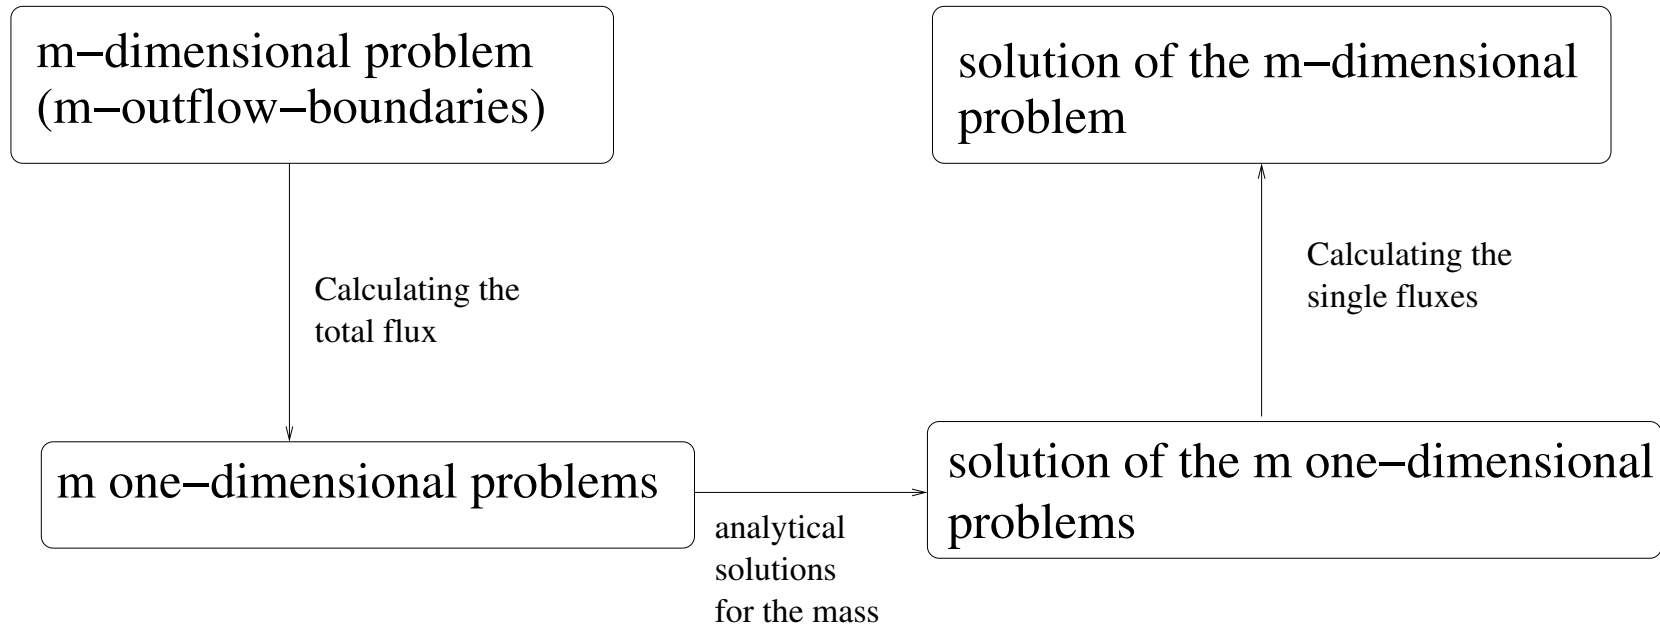 m−dimensional problem
(m−outflow−boundaries)
solution of the m−dimensional
problem
Calculating the
total flux
Calculating the
single fluxes
m one−dimensional problems
analytical
solutions
for the mass
solution of the m one−dimensional
problems